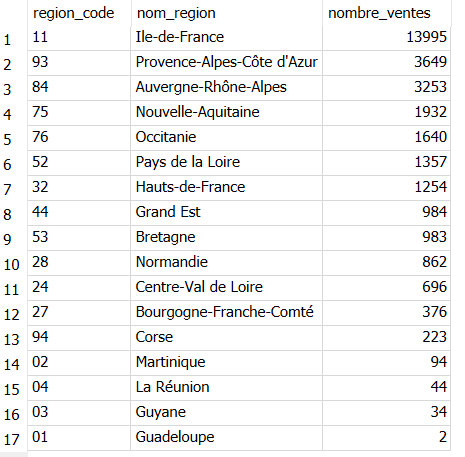 region_code nom_region nombre_ventes
1 11 Ile-de-France 13995
2 93 Provence-Alpes-Côte d'Azur 3649
3 84 Auvergne-Rhône-Alpes 3253
4 75 Nouvelle-Aquitaine 1932
5 76 Occitanie 1640
6 52 Pays de la Loire 1357
7 32 Hauts-de-France 1254
8 44 Grand Est 984
9 53 Bretagne 983
10 28 Normandie 862
11 24 Centre-Val de Loire 696
12 27 Bourgogne-Franche-Comté 376
13 94 Corse 223
14 02 Martinique 94
15 04 La Réunion 44
16 03 Guyane 34
17 01 Guadeloupe 2